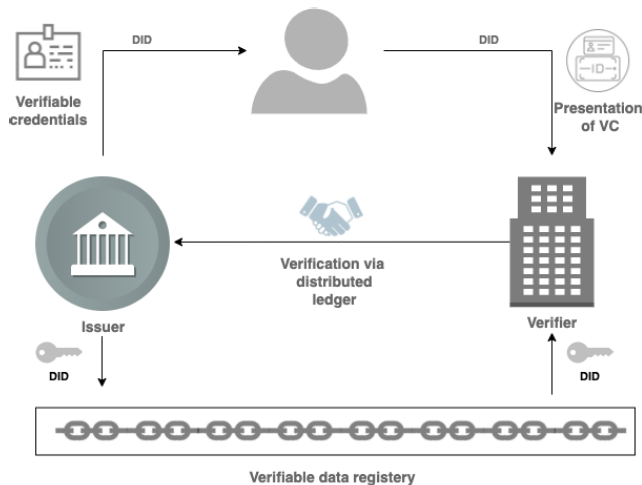 DID
DID
Verifiable
credentials
ID
Presentation
of VC
Verification via
distributed
ledger
Issuer
Verifier
DID
DID
Verifiable data registery